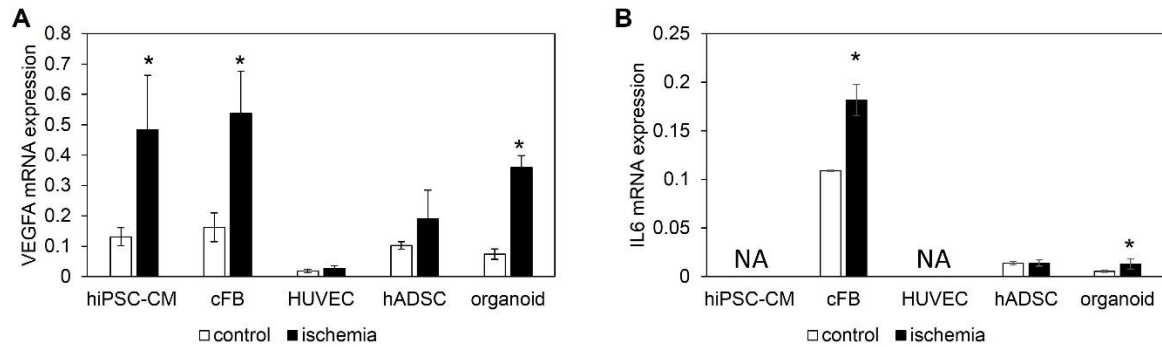 A
VEGFA mRNA expression
0.8
0.7
0.6
0.5
0.4
0.3
0.2
0.1
0
*
*
*
hiPSC-CM cFB HUVEC hADSC organoid
control ischemia
B
IL6 mRNA expression
0.25
0.2
0.15
0.1
0.05
0
*
*
NA NA
hiPSC-CM cFB HUVEC hADSC organoid
control ischemia